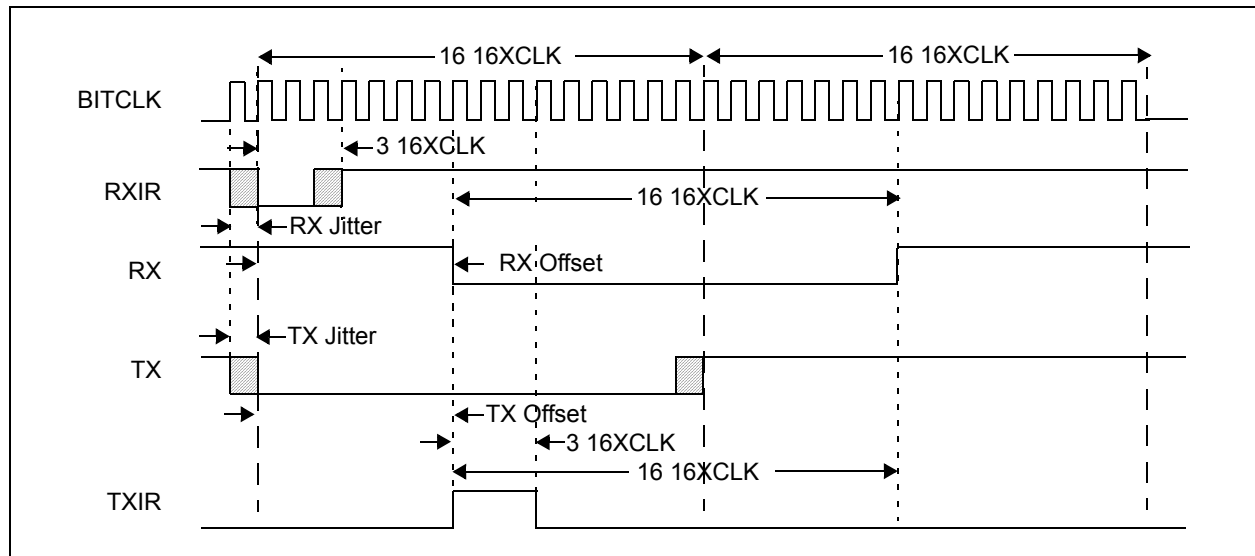 16 16XCLK
16 16XCLK
BITCLK
3 16XCLK
RXIR
16 16XCLK
RX Jitter
RX
RX Offset
TX Jitter
TX
TX Offset
3 16XCLK
16 16XCLK
TXIR